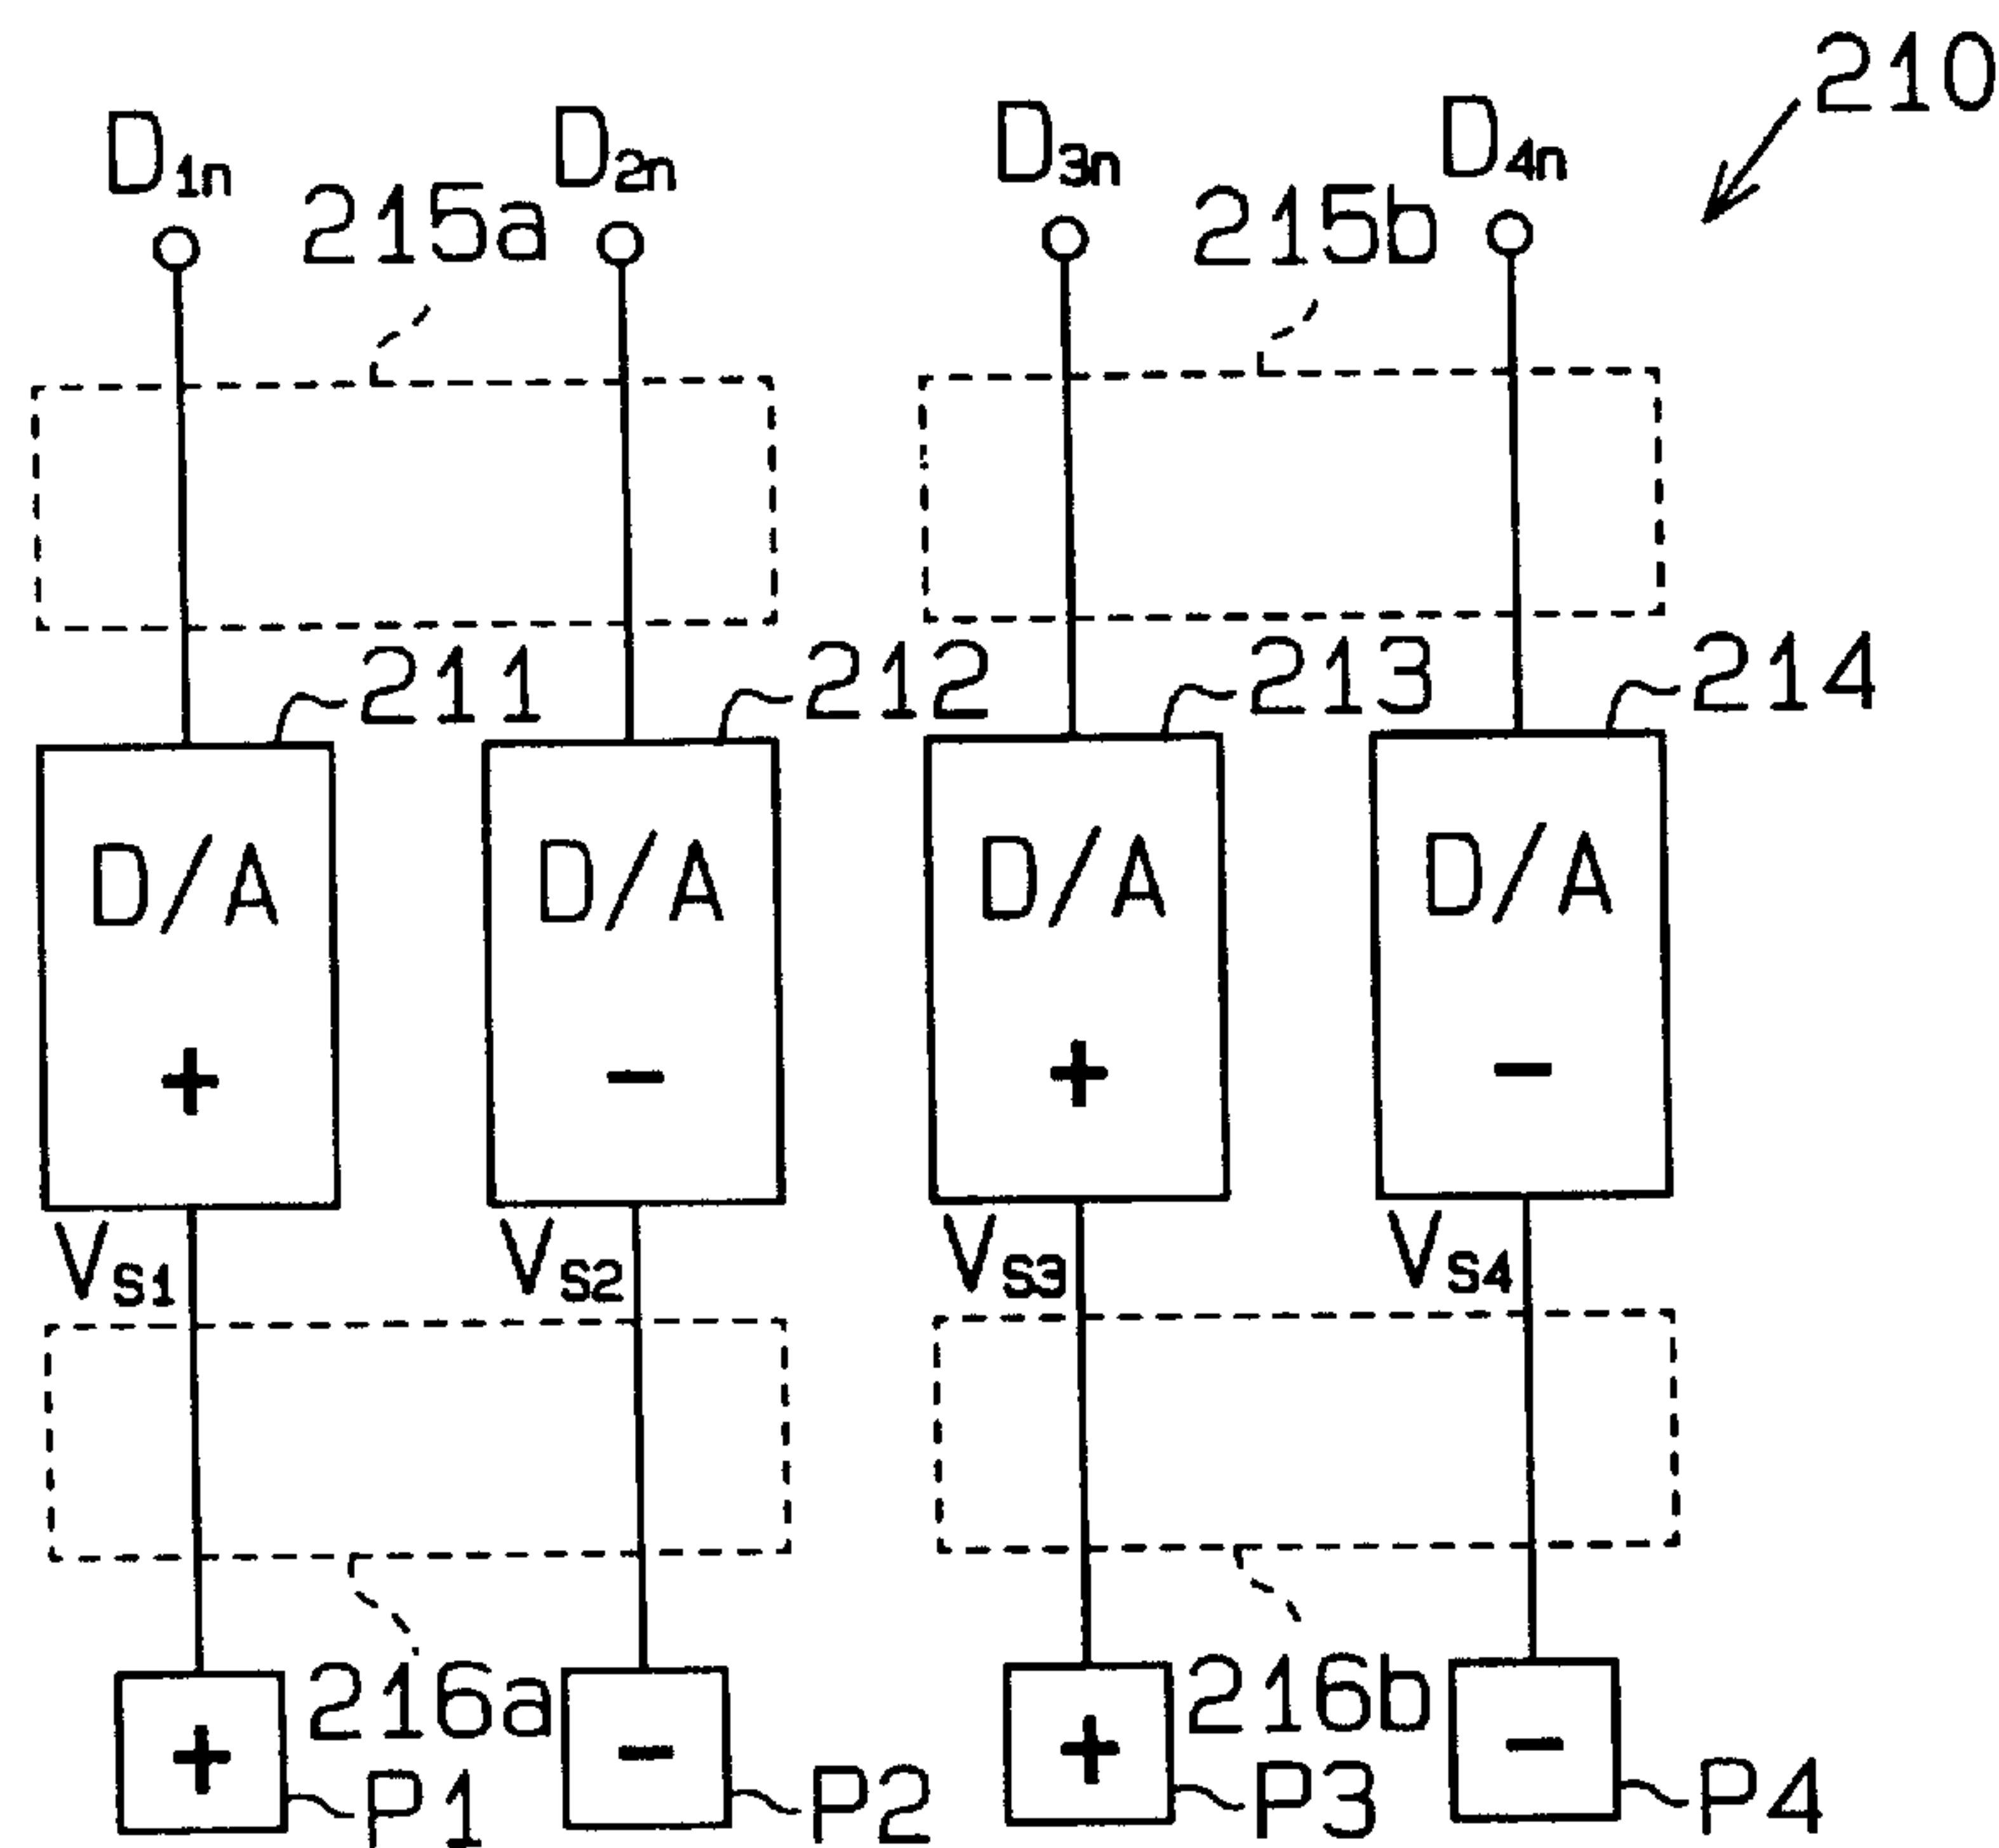 210
D1n D2n D3n D4n
215a 215b
211 212 213 214
D/A D/A D/A D/A
+ - + -
VS1 VS2 VS3 VS4
216a 216b
+ - + -
P1 P2 P3 P4